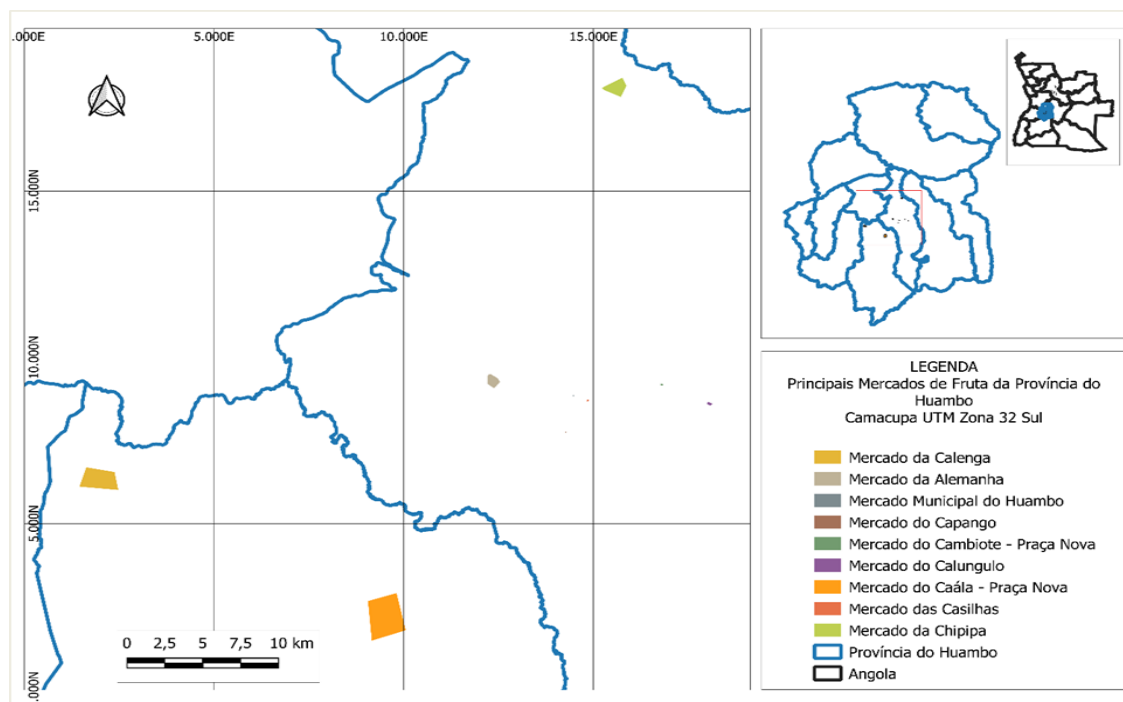 .000E
5.000E
10.000E
15.000E
15.000N
10.000N
5.000N
.000N
0 2,5 5 7,5 10 km
LEGENDA
Principais Mercados de Fruta da Província do
Huambo
Camacupa UTM Zona 32 Sul
Mercado da Calenga
Mercado da Alemanha
Mercado Municipal do Huambo
Mercado do Capango
Mercado do Cambiote - Praça Nova
Mercado do Calungulo
Mercado do Caála - Praça Nova
Mercado das Casilhas
Mercado da Chipipa
Província do Huambo
Angola